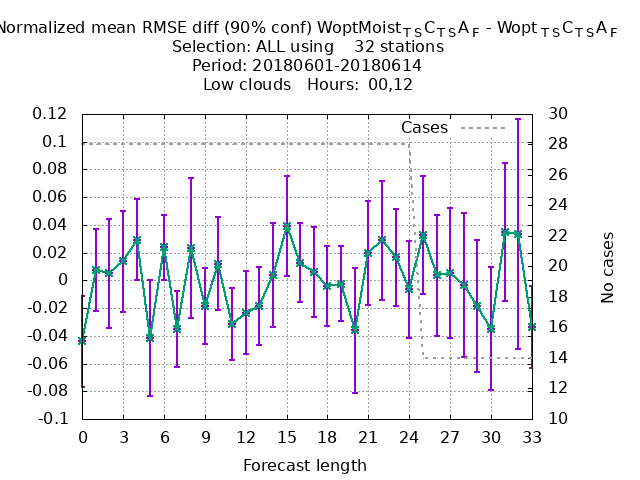 Normalized mean RMSE diff (90% conf) WoptMoist_TSC_TSA_F - Wopt_TSC_TSA_F
Selection: ALL using    32 stations
Period: 20180601-20180614
Low clouds   Hours:  00,12
Cases
0.12
0.1
0.08
0.06
0.04
0.02
0
-0.02
-0.04
-0.06
-0.08
-0.1
30
28
26
24
22
20
18
16
14
12
10
No cases
0 3 6 9 12 15 18 21 24 27 30 33
Forecast length